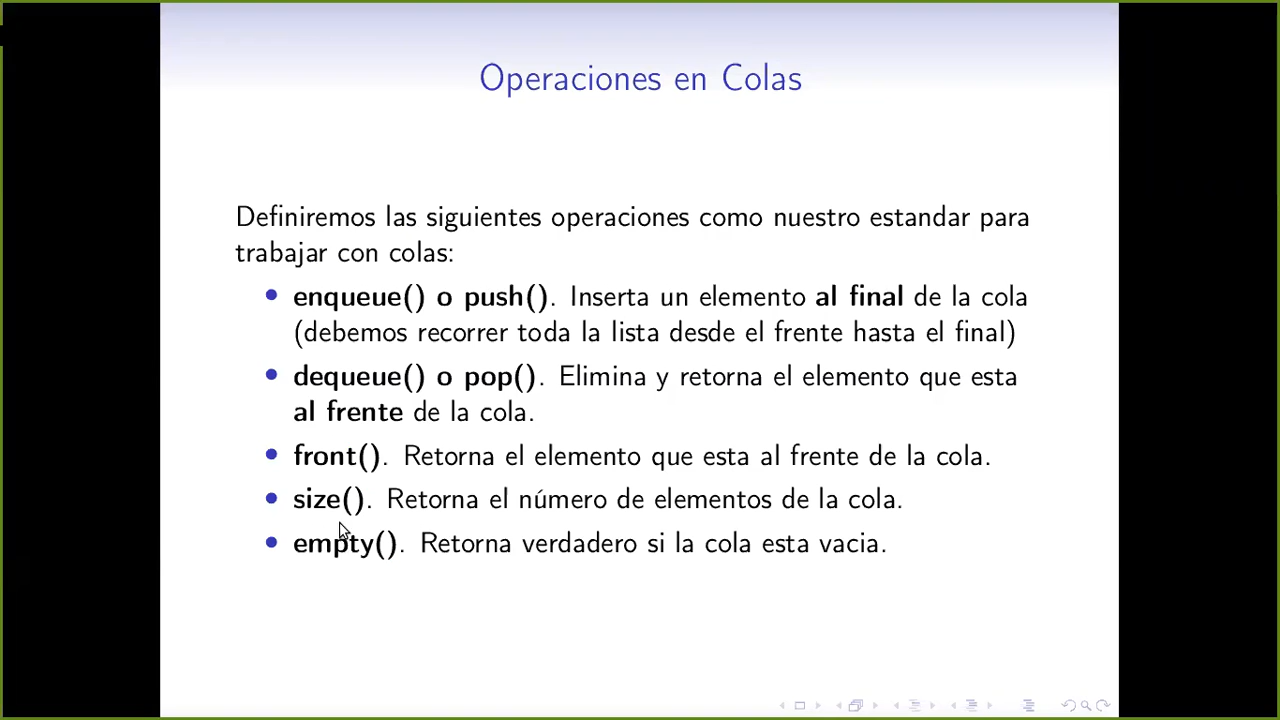 Operaciones en Colas
Definiremos las siguientes operaciones como nuestro estandar para
trabajar con colas:
• enqueue() o push(). Inserta un elemento al final de la cola
(debemos recorrer toda la lista desde el frente hasta el final)
• dequeue() o pop(). Elimina y retorna el elemento que esta
al frente de la cola.
• front(). Retorna el elemento que esta al frente de la cola.
• size(). Retorna el número de elementos de la cola.
• empty(). Retorna verdadero si la cola esta vacia.